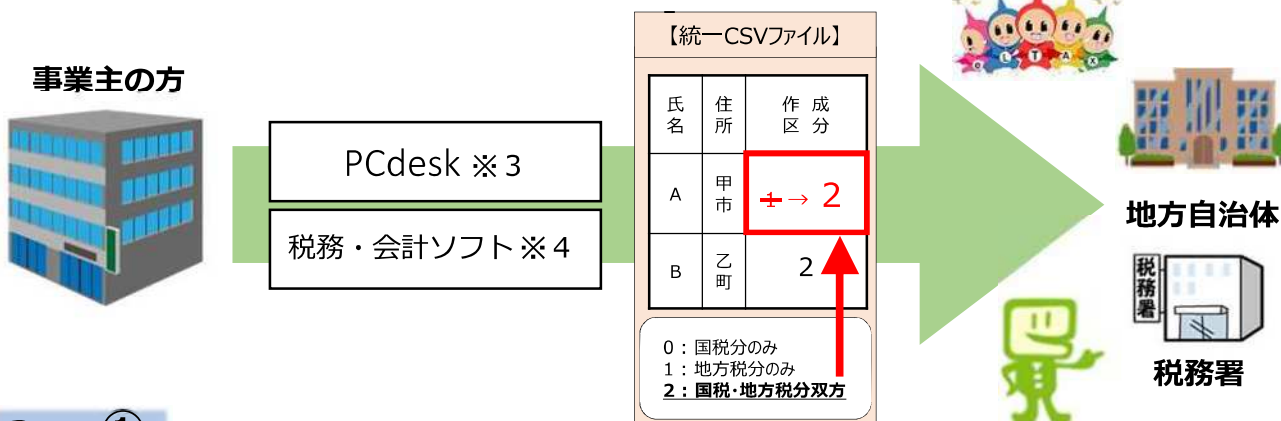 【統一CSVファイル】
事業主の方
氏名 住所 作成区分
PCdesk ※3
A 甲市 1 → 2
税務・会計ソフト※4
B 乙町 2
0：国税分のみ
1：地方税分のみ
2：国税・地方税分双方
eLTAX
地方自治体
税務署
税務署
①